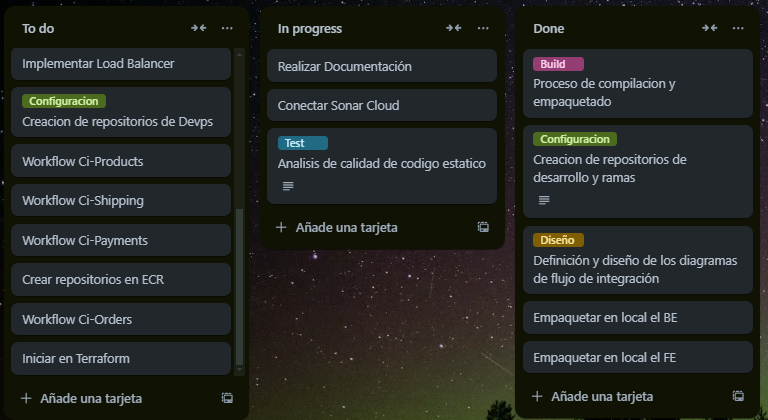 To do
Implementar Load Balancer
Configuracion
Creacion de repositorios de Devps
Workflow Ci-Products
Workflow Ci-Shipping
Workflow Ci-Payments
Crear repositorios en ECR
Workflow Ci-Orders
Iniciar en Terraform
Añade una tarjeta
In progress
Realizar Documentación
Conectar Sonar Cloud
Test
Analisis de calidad de codigo estatico
Añade una tarjeta
Done
Build
Proceso de compilacion y
empaquetado
Configuracion
Creacion de repositorios de
desarrollo y ramas
Diseño
Definición y diseño de los diagramas
de flujo de integración
Empaquetar en local el BE
Empaquetar en local el FE
Añade una tarjeta